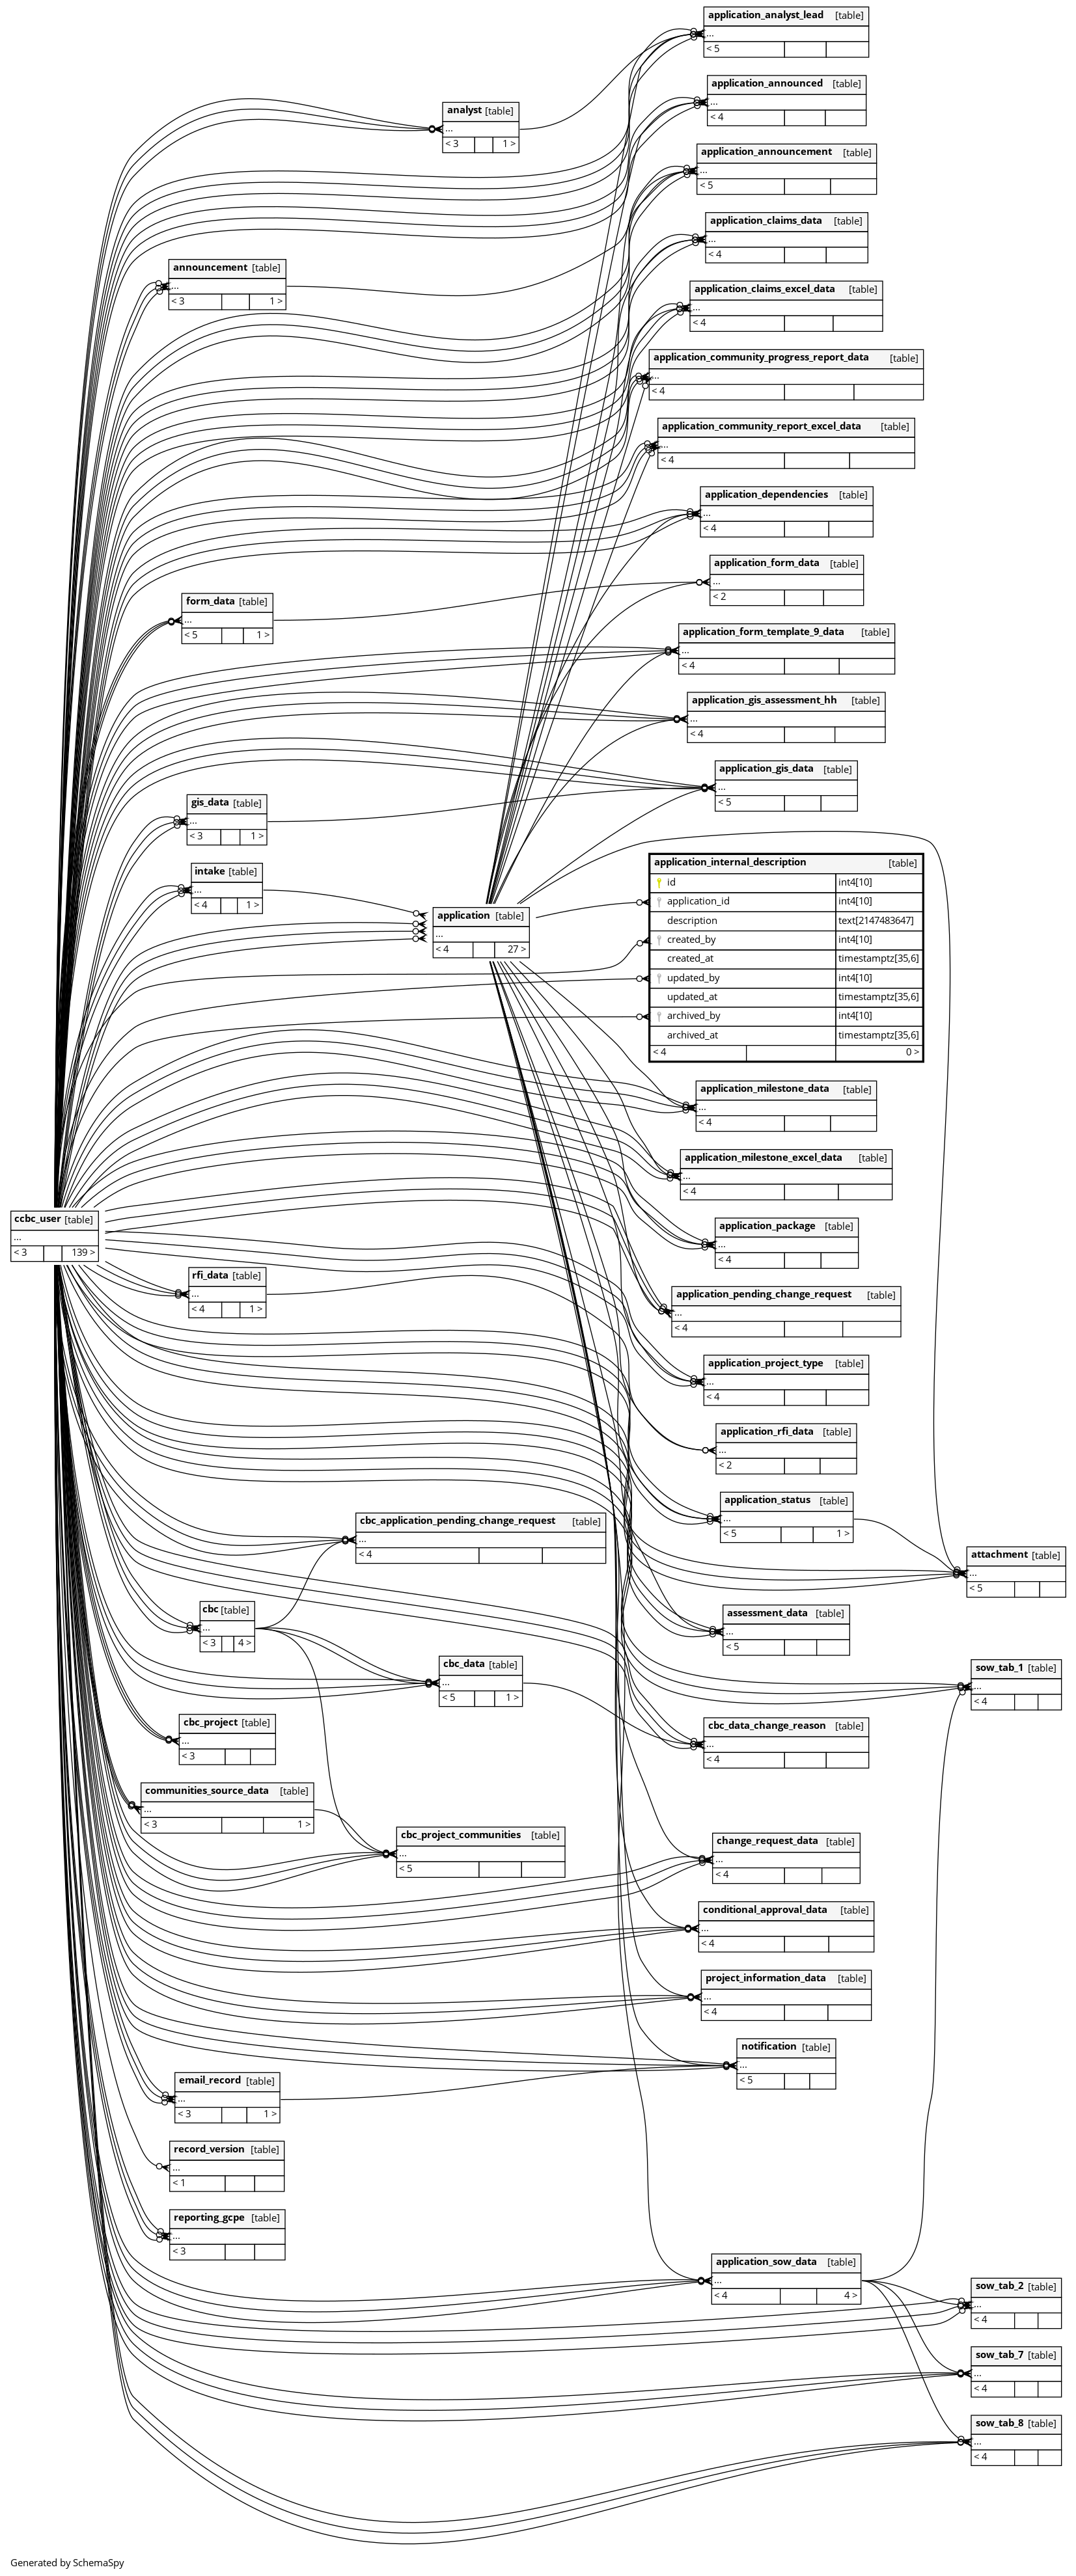 application_analyst_lead [table]
...
< 5
application_announced [table]
...
< 4
analyst [table]
...
< 3 1 >
application_announcement [table]
...
< 5
application_claims_data [table]
...
< 4
announcement [table]
...
< 3 1 >
application_claims_excel_data [table]
...
< 4
application_community_progress_report_data [table]
...
< 4
application_community_report_excel_data [table]
...
< 4
application_dependencies [table]
...
< 4
application_form_data [table]
...
< 2
form_data [table]
...
< 5 1 >
application_form_template_9_data [table]
...
< 4
application_gis_assessment_hh [table]
...
< 4
application_gis_data [table]
...
< 5
gis_data [table]
...
< 3 1 >
intake [table]
...
< 4 1 >
application [table]
...
< 4 27 >
application_internal_description [table]
id int4[10]
application_id int4[10]
description text[2147483647]
created_by int4[10]
created_at timestamptz[35,6]
updated_by int4[10]
updated_at timestamptz[35,6]
archived_by int4[10]
archived_at timestamptz[35,6]
< 4 0 >
application_milestone_data [table]
...
< 4
application_milestone_excel_data [table]
...
< 4
ccbc_user [table]
...
< 3 139 >
application_package [table]
...
< 4
rfi_data [table]
...
< 4 1 >
application_pending_change_request [table]
...
< 4
application_project_type [table]
...
< 4
application_rfi_data [table]
...
< 2
application_status [table]
...
< 5 1 >
cbc_application_pending_change_request [table]
...
< 4
attachment [table]
...
< 5
cbc [table]
...
< 3 4 >
assessment_data [table]
...
< 5
cbc_data [table]
...
< 5 1 >
sow_tab_1 [table]
...
< 4
cbc_project [table]
...
< 3
cbc_data_change_reason [table]
...
< 4
communities_source_data [table]
...
< 3 1 >
cbc_project_communities [table]
...
< 5
change_request_data [table]
...
< 4
conditional_approval_data [table]
...
< 4
project_information_data [table]
...
< 4
notification [table]
...
< 5
email_record [table]
...
< 3 1 >
record_version [table]
...
< 1
reporting_gcpe [table]
...
< 3
application_sow_data [table]
...
< 4 4 >
sow_tab_2 [table]
...
< 4
sow_tab_7 [table]
...
< 4
sow_tab_8 [table]
...
< 4
Generated by SchemaSpy